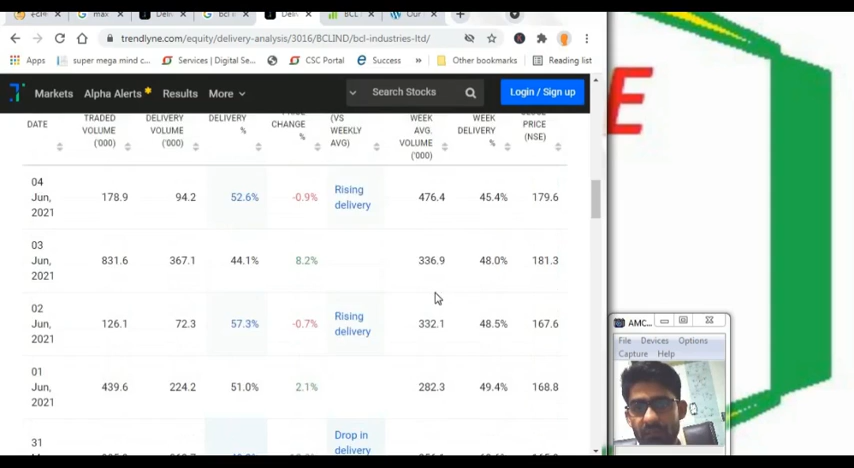 ecl
G max
Deliv
G bcl i
Deliv
BCL
Our
trendlyne.com/equity/delivery-analysis/3016/BCLIND/bcl-industries-ltd/
Apps super mega mind c... Services | Digital Se... CSC Portal Success » Other bookmarks Reading list
Markets Alpha Alerts Results More Search Stocks Login / Sign up
DATE
TRADED VOLUME ('000)
DELIVERY VOLUME ('000)
DELIVERY %
CHANGE %
(VS WEEKLY AVG)
WEEK AVG. VOLUME ('000)
WEEK DELIVERY %
PRICE (NSE)
04 Jun, 2021 178.9 94.2 52.6% -0.9% Rising delivery 476.4 45.4% 179.6
03 Jun, 2021 831.6 367.1 44.1% 8.2% 336.9 48.0% 181.3
02 Jun, 2021 126.1 72.3 57.3% -0.7% Rising delivery 332.1 48.5% 167.6
01 Jun, 2021 439.6 224.2 51.0% 2.1% 282.3 49.4% 168.8
31 Drop in delivery
E
AMC...
File Devices Options
Capture Help